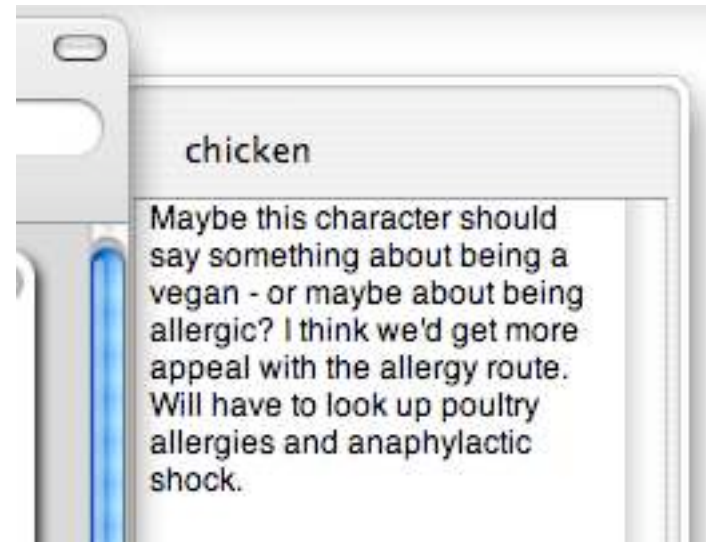 chicken
Maybe this character should
say something about being a
vegan - or maybe about being
allergic? I think we'd get more
appeal with the allergy route.
Will have to look up poultry
allergies and anaphylactic
shock.